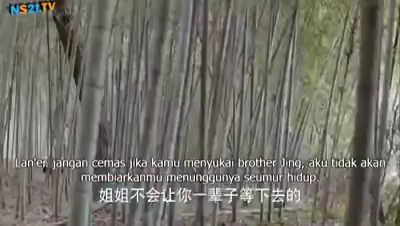 NS21.TV
Lan'er, jangan cemas jika kamu menyukai brother Jing, aku tidak akan
membiarkanmu menunggunya seumur hidup.
姐姐不会让你一辈子等下去的